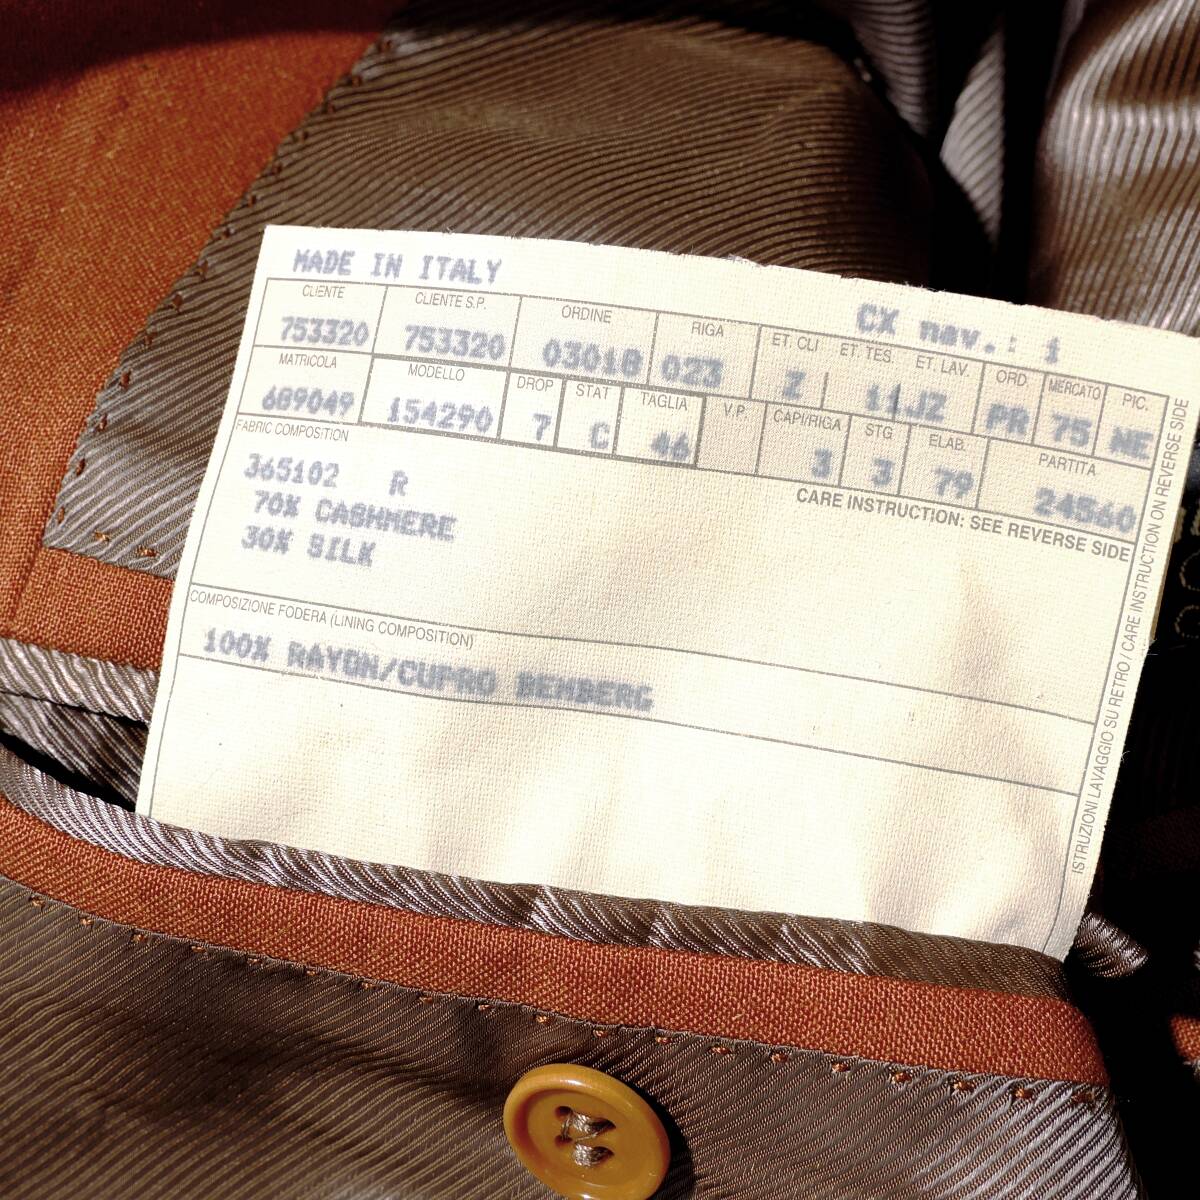 MADE IN ITALY
CX nav.: 1
CLIENTE CLIENTE S.P. ORDINE RIGA ET. CLI ET. TES. ET. LAV. ORD MERCATO PIC.
753320 753320 03018 023 Z 11JZ PR 75 NE
MATRICOLA MODELLO DROP STAT TAGLIA V.P. CAPI/RIGA STG ELAB. PARTITA
689049 154290 7 C 46 3 3 79 24560
FABRIC COMPOSITION
CARE INSTRUCTION: SEE REVERSE SIDE
365102 R
70% CASHMERE
30% SILK
COMPOSIZIONE FODERA (LINING COMPOSITION)
100% RAYON/CUPRO BEMBERG
ISTRUZIONI LAVAGGIO SU RETRO / CARE INSTRUCTION ON REVERSE SIDE